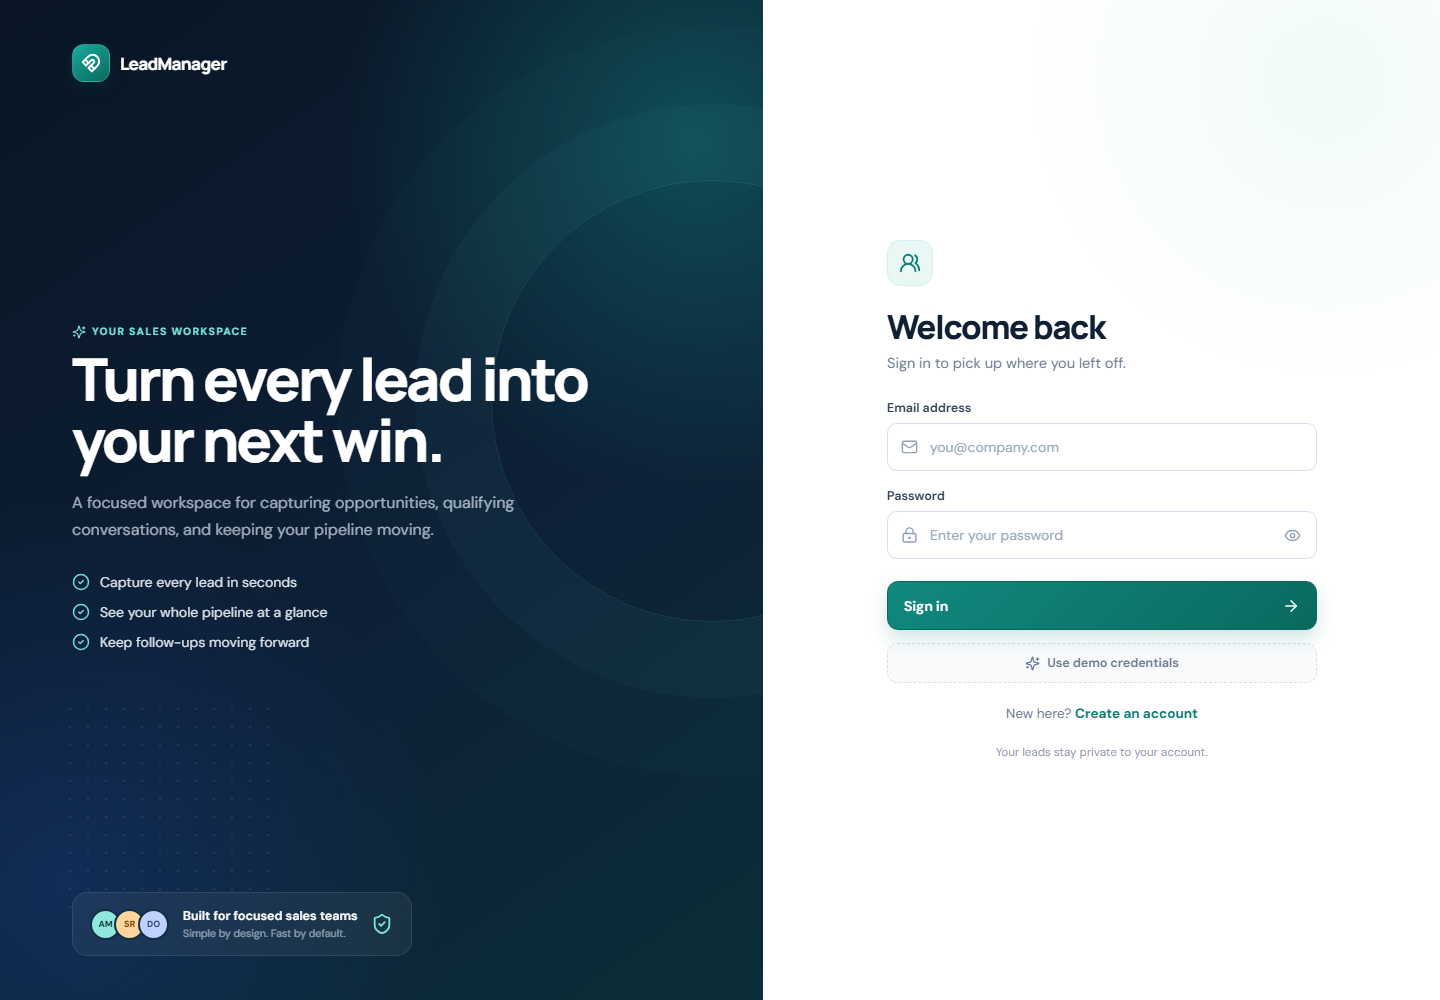 LeadManager
YOUR SALES WORKSPACE
Turn every lead into
your next win.
A focused workspace for capturing opportunities, qualifying
conversations, and keeping your pipeline moving.
Capture every lead in seconds
See your whole pipeline at a glance
Keep follow-ups moving forward
AM SR DO
Built for focused sales teams
Simple by design. Fast by default.
Welcome back
Sign in to pick up where you left off.
Email address
you@company.com
Password
Enter your password
Sign in
Use demo credentials
New here? Create an account
Your leads stay private to your account.